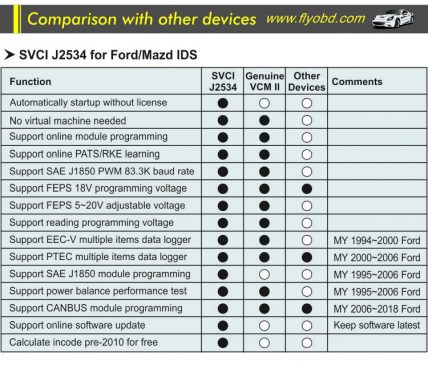 Comparison with other devices www.flyobd.com
➤ SVCI J2534 for Ford/Mazd IDS
Function SVCI J2534 Genuine VCM II Other Devices Comments
Automatically startup without license ● ○ ○
No virtual machine needed ● ● ○
Support online module programming ● ● ○
Support online PATS/RKE learning ● ● ○
Support SAE J1850 PWM 83.3K baud rate ● ● ○
Support FEPS 18V programming voltage ● ● ●
Support FEPS 5~20V adjustable voltage ● ● ○
Support reading programming voltage ● ● ○
Support EEC-V multiple items data logger ● ● ○ MY 1994~2000 Ford
Support PTEC multiple items data logger ● ● ● MY 2000~2006 Ford
Support SAE J1850 module programming ● ○ ○ MY 1995~2006 Ford
Support power balance performance test ● ● ○ MY 1995~2006 Ford
Support CANBUS module programming ● ● ● MY 2006~2018 Ford
Support online software update ● ○ ○ Keep software latest
Calculate incode pre-2010 for free ● ○ ○